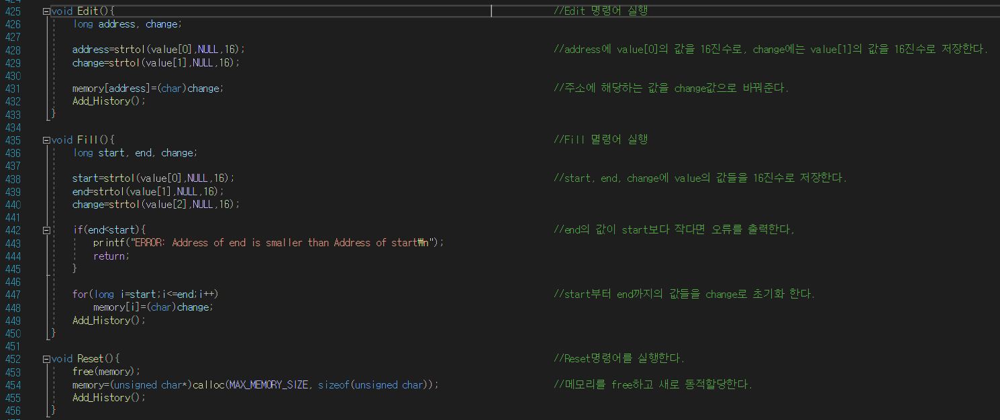 425 void Edit(){ //Edit 명령어 실행
426 long address, change;
427
428 address=strtol(value[0],NULL,16); //address에 value[0]의 값을 16진수로, change에는 value[1]의 값을 16진수로 저장한다.
429 change=strtol(value[1],NULL,16);
430
431 memory[address]=(char)change; //주소에 해당하는 값을 change값으로 바꿔준다.
432 Add_History();
433 }
434
435 void Fill(){ //Fill 멸령어 실행
436 long start, end, change;
437
438 start=strtol(value[0],NULL,16); //start, end, change에 value의 값들을 16진수로 저장한다.
439 end=strtol(value[1],NULL,16);
440 change=strtol(value[2],NULL,16);
441
442 if(end<start){ //end의 값이 start보다 작다면 오류를 출력한다,
443 printf("ERROR: Address of end is smaller than Address of start₩n");
444 return;
445 }
446
447 for(long i=start;i<=end;i++) //start부터 end까지의 값들을 change로 초기화 한다.
448 memory[i]=(char)change;
449 Add_History();
450 }
451
452 void Reset(){ //Reset명령어를 실행한다.
453 free(memory);
454 memory=(unsigned char*)calloc(MAX_MEMORY_SIZE, sizeof(unsigned char)); //메모리를 free하고 새로 동적할당한다.
455 Add_History();
456 }